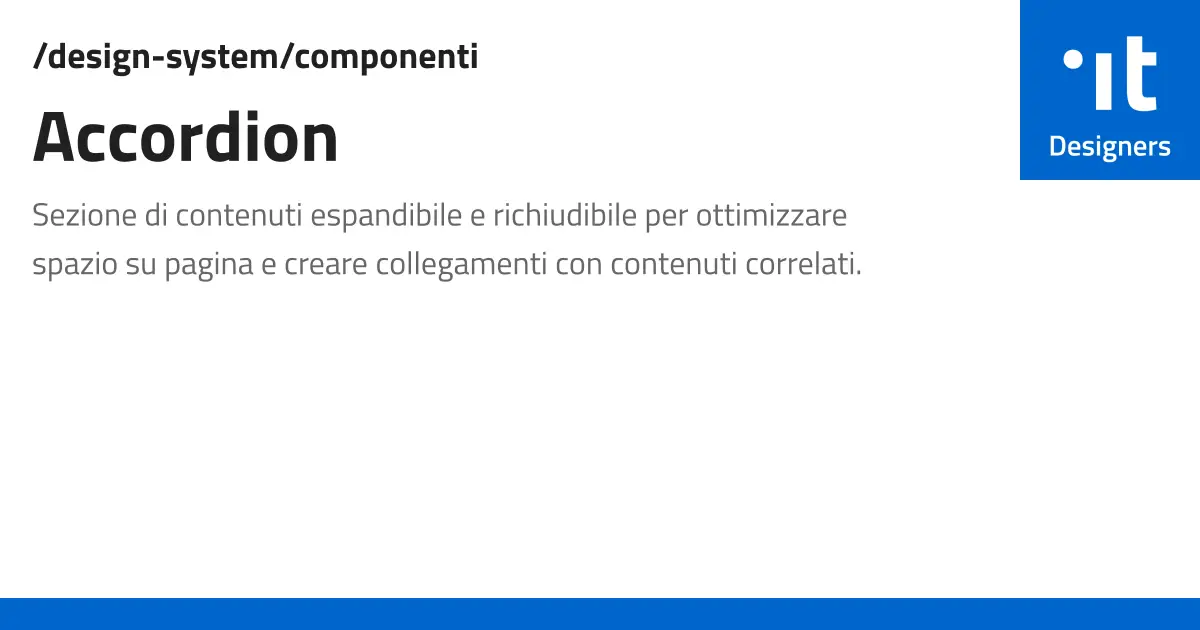 /design-system/componenti
Accordion
Sezione di contenuti espandibile e richiudibile per ottimizzare
spazio su pagina e creare collegamenti con contenuti correlati.
·it
Designers